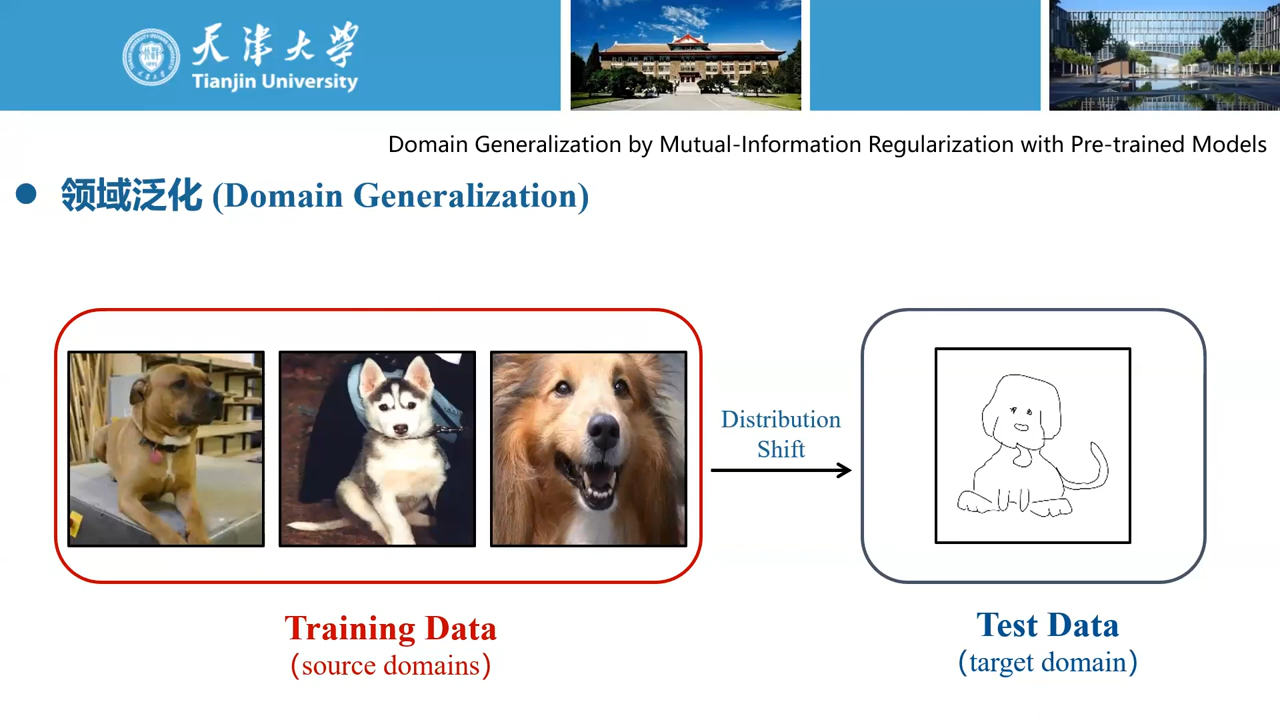 天津大学
Tianjin University
Domain Generalization by Mutual-Information Regularization with Pre-trained Models
领域泛化 (Domain Generalization)
Distribution
Shift
Training Data
(source domains)
Test Data
(target domain)